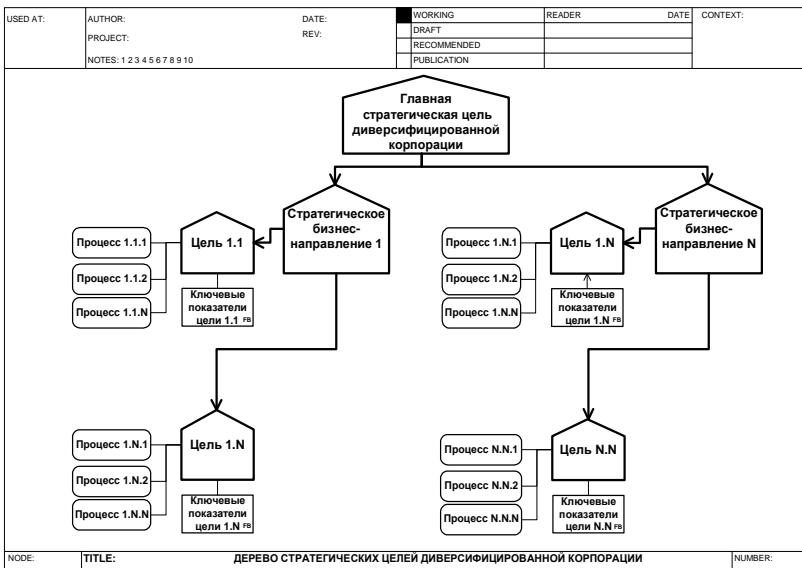 USED AT:
AUTHOR:
DATE:
PROJECT:
REV:
NOTES: 1 2 3 4 5 6 7 8 9 10
WORKING
DRAFT
RECOMMENDED
PUBLICATION
READER
DATE
CONTEXT:
Главная
стратегическая цель
диверсифицированной
корпорации
Стратегическое
бизнес-
направление 1
Цель 1.1
Процесс 1.1.1
Процесс 1.1.2
Процесс 1.1.N
Ключевые
показатели
цели 1.1 FB
Стратегическое
бизнес-
направление N
Цель 1.N
Процесс 1.N.1
Процесс 1.N.2
Процесс 1.N.N
Ключевые
показатели
цели 1.N FB
Цель 1.N
Процесс 1.N.1
Процесс 1.N.2
Процесс 1.N.N
Ключевые
показатели
цели 1.N FB
Цель N.N
Процесс N.N.1
Процесс N.N.2
Процесс N.N.N
Ключевые
показатели
цели N.N FB
NODE:
TITLE:
ДЕРЕВО СТРАТЕГИЧЕСКИХ ЦЕЛЕЙ ДИВЕРСИФИЦИРОВАННОЙ КОРПОРАЦИИ
NUMBER: